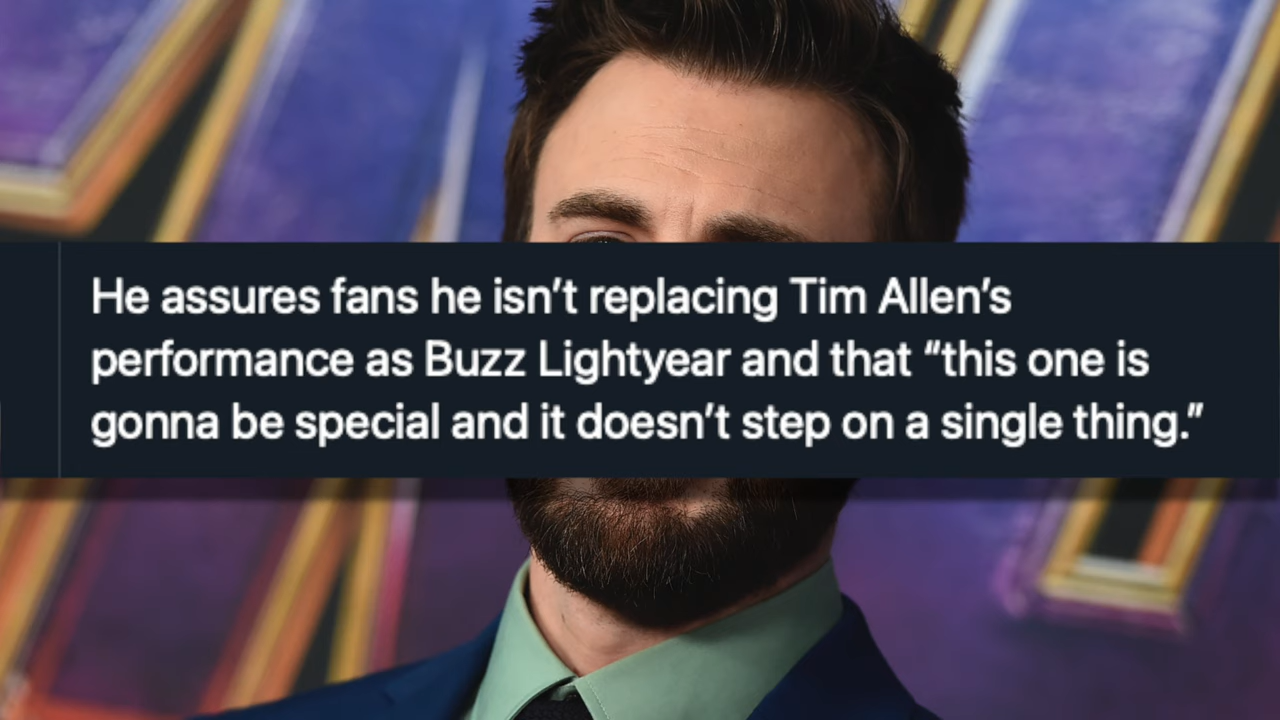 He assures fans he isn’t replacing Tim Allen’s
performance as Buzz Lightyear and that “this one is
gonna be special and it doesn’t step on a single thing.”